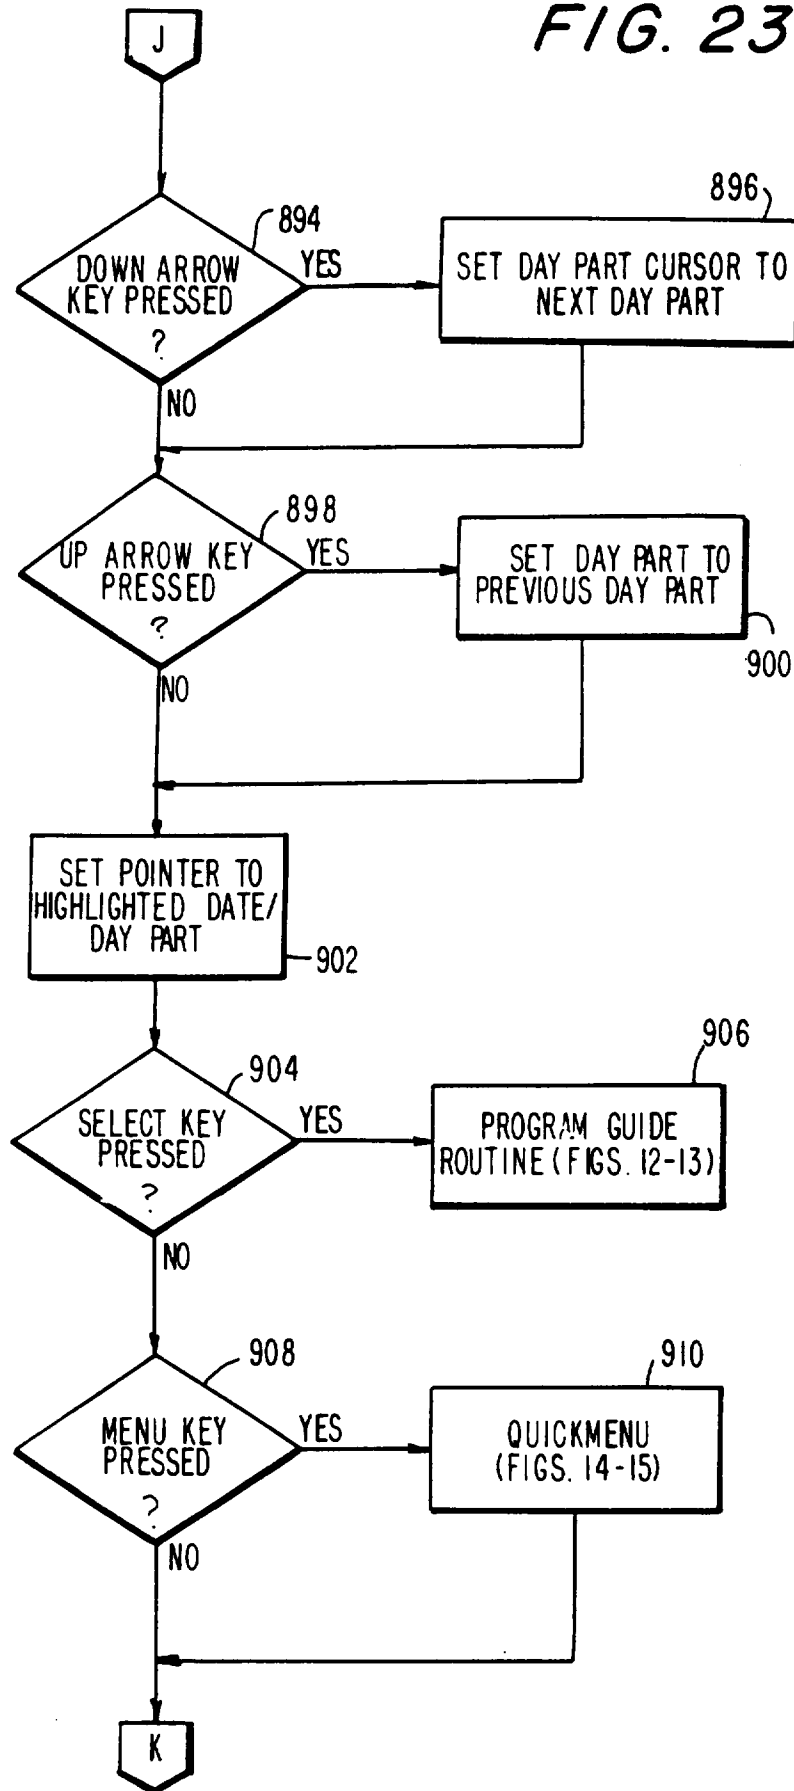 FIG. 23
J
894
DOWN ARROW
KEY PRESSED
?
YES
NO
896
SET DAY PART CURSOR TO
NEXT DAY PART
898
UP ARROW KEY
PRESSED
?
YES
NO
SET DAY PART TO
PREVIOUS DAY PART
900
SET POINTER TO
HIGHLIGHTED DATE/
DAY PART
902
904
SELECT KEY
PRESSED
?
YES
NO
906
PROGRAM GUIDE
ROUTINE (FIGS. 12-13)
908
MENU KEY
PRESSED
?
YES
NO
910
QUICKMENU
(FIGS. 14-15)
K